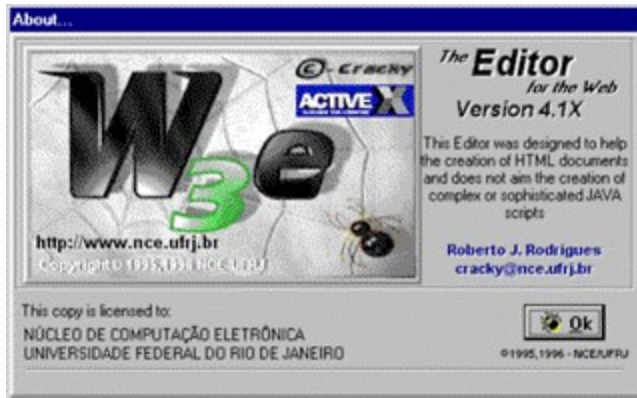 About...
W3e
©-Cracky
ACTIVE X
http://www.nce.ufrj.br
Copyright © 1995,1996 NCE-UFRJ
The Editor
for the Web
Version 4.1X
This Editor was designed to help
the creation of HTML documents
and does not aim the creation of
complex or sophisticated JAVA
scripts
Roberto J. Rodrigues
cracky@nce.ufrj.br
This copy is licensed to:
NÚCLEO DE COMPUTAÇÃO ELETRÔNICA
UNIVERSIDADE FEDERAL DO RIO DE JANEIRO
Ok
©1995,1996 - NCE/UFRJ